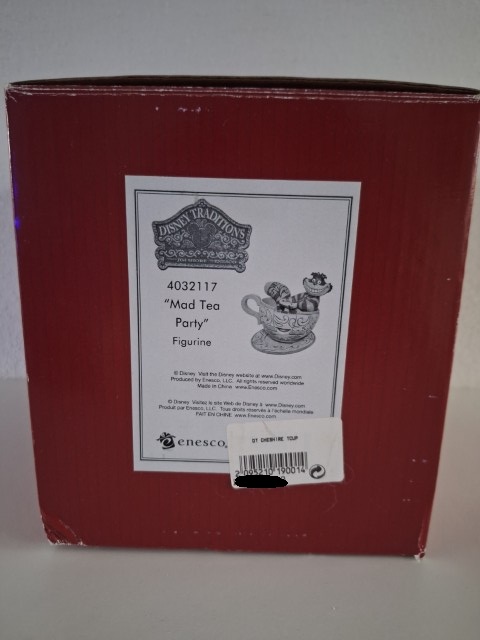 DISNEY TRADITIONS
4032117
"Mad Tea
Party"
Figurine
© Disney Visit the Disney website at www.Disney.com
Produced by Enesco, LLC. All rights reserved worldwide
Made in China www.Enesco.com
© Disney Visitez le site Web de Disney à www.Disney.com
Produit par Enesco, LLC. Tous droits réservés à l'échelle mondiale
FAIT EN CHINE www.Enesco.com
enesco
DT CHESHIRE TCUP
2 095210 190014